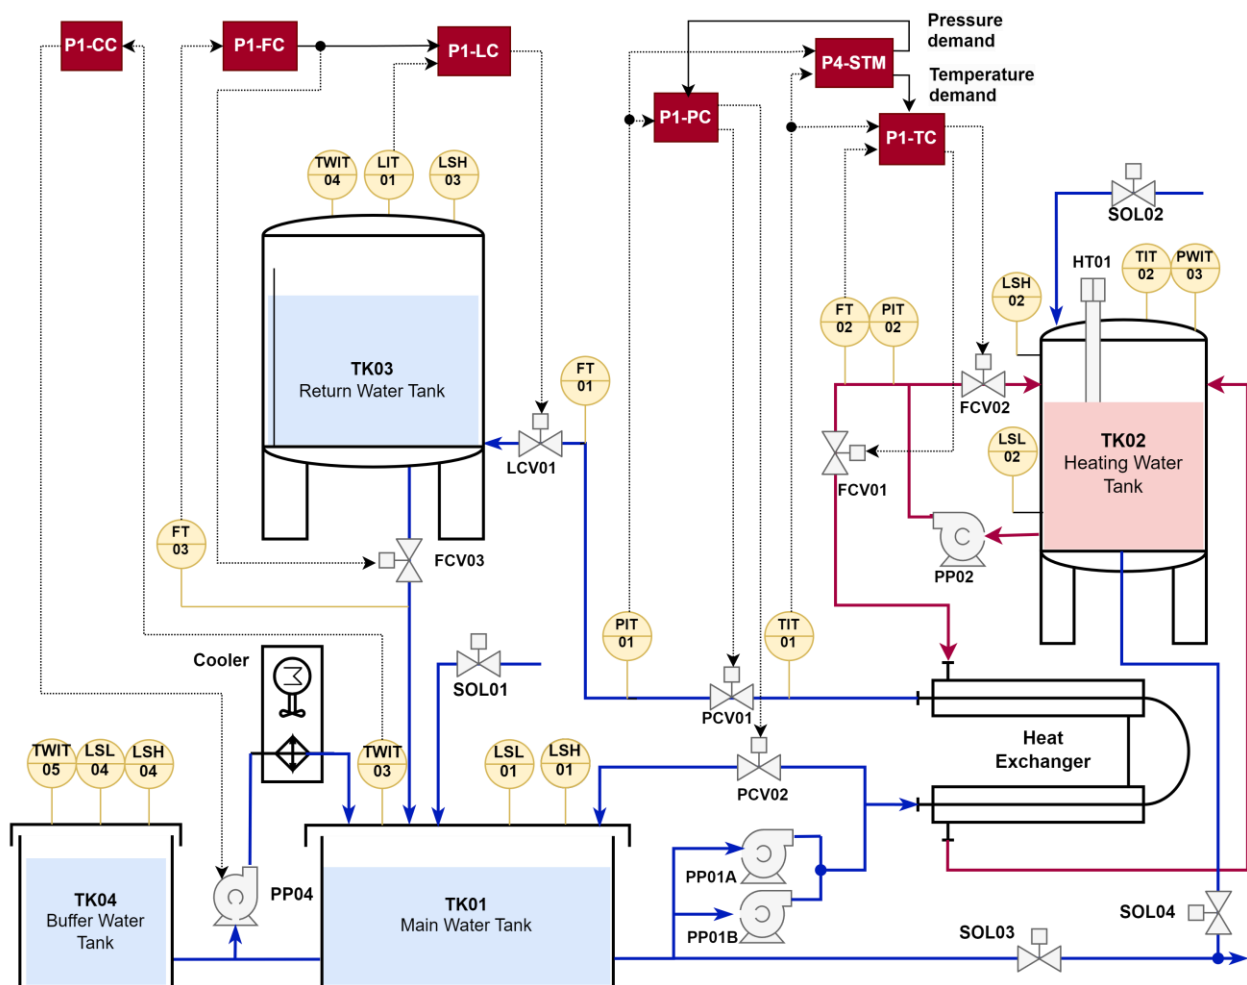 Pressure
demand
P1-CC
P1-FC
P1-LC
P4-STM
Temperature
demand
P1-PC
P1-TC
TWIT
04
LIT
01
LSH
03
SOL02
HT01
TIT
02
PWIT
03
LSH
02
FT
02
PIT
02
TK03
Return Water Tank
FT
01
FCV02
LCV01
TK02
Heating Water
Tank
LSL
02
FCV01
FT
03
FCV03
PP02
PIT
01
TIT
01
Cooler
SOL01
PCV01
Heat
Exchanger
TWIT
05
LSL
04
LSH
04
TWIT
03
LSL
01
LSH
01
PCV02
PP01A
PP04
TK04
Buffer Water
Tank
TK01
Main Water Tank
PP01B
SOL03
SOL04
C
C
C
C